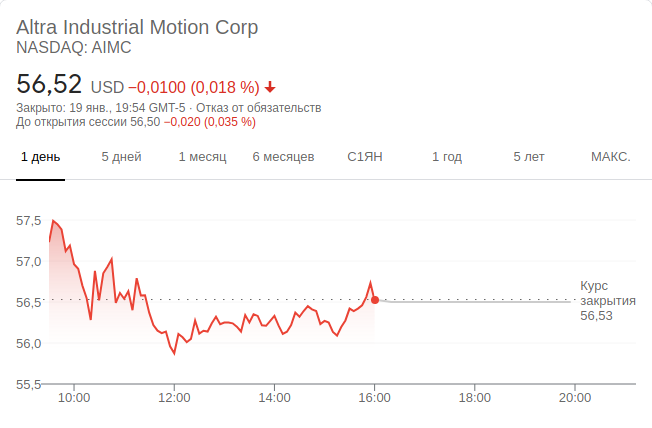 Altra Industrial Motion Corp
NASDAQ: AIMC
56,52 USD −0,0100 (0,018 %)
Закрыто: 19 янв., 19:54 GMT-5 · Отказ от обязательств
До открытия сессии 56,50 −0,020 (0,035 %)
1 день 5 дней 1 месяц 6 месяцев С1ЯН 1 год 5 лет МАКС.
57,5
57,0
56,5
56,0
55,5
Курс
закрытия
56,53
10:00 12:00 14:00 16:00 18:00 20:00